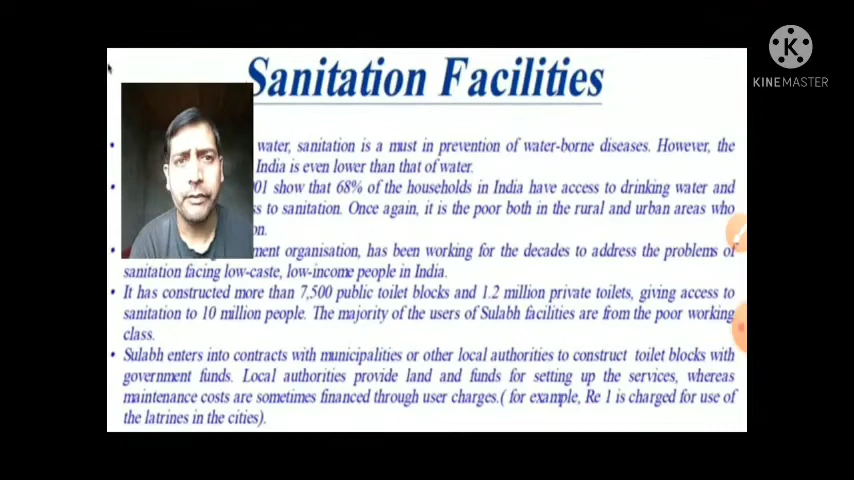 KINEMASTER
Sanitation Facilities
water, sanitation is a must in prevention of water-borne diseases. However, the
India is even lower than that of water.
01 show that 68% of the households in India have access to drinking water and
ss to sanitation. Once again, it is the poor both in the rural and urban areas who
on.
ment organisation, has been working for the decades to address the problems of
sanitation facing low-caste, low-income people in India.
• It has constructed more than 7,500 public toilet blocks and 1.2 million private toilets, giving access to
sanitation to 10 million people. The majority of the users of Sulabh facilities are from the poor working
class.
• Sulabh enters into contracts with municipalities or other local authorities to construct toilet blocks with
government funds. Local authorities provide land and funds for setting up the services, whereas
maintenance costs are sometimes financed through user charges.( for example, Re 1 is charged for use of
the latrines in the cities).